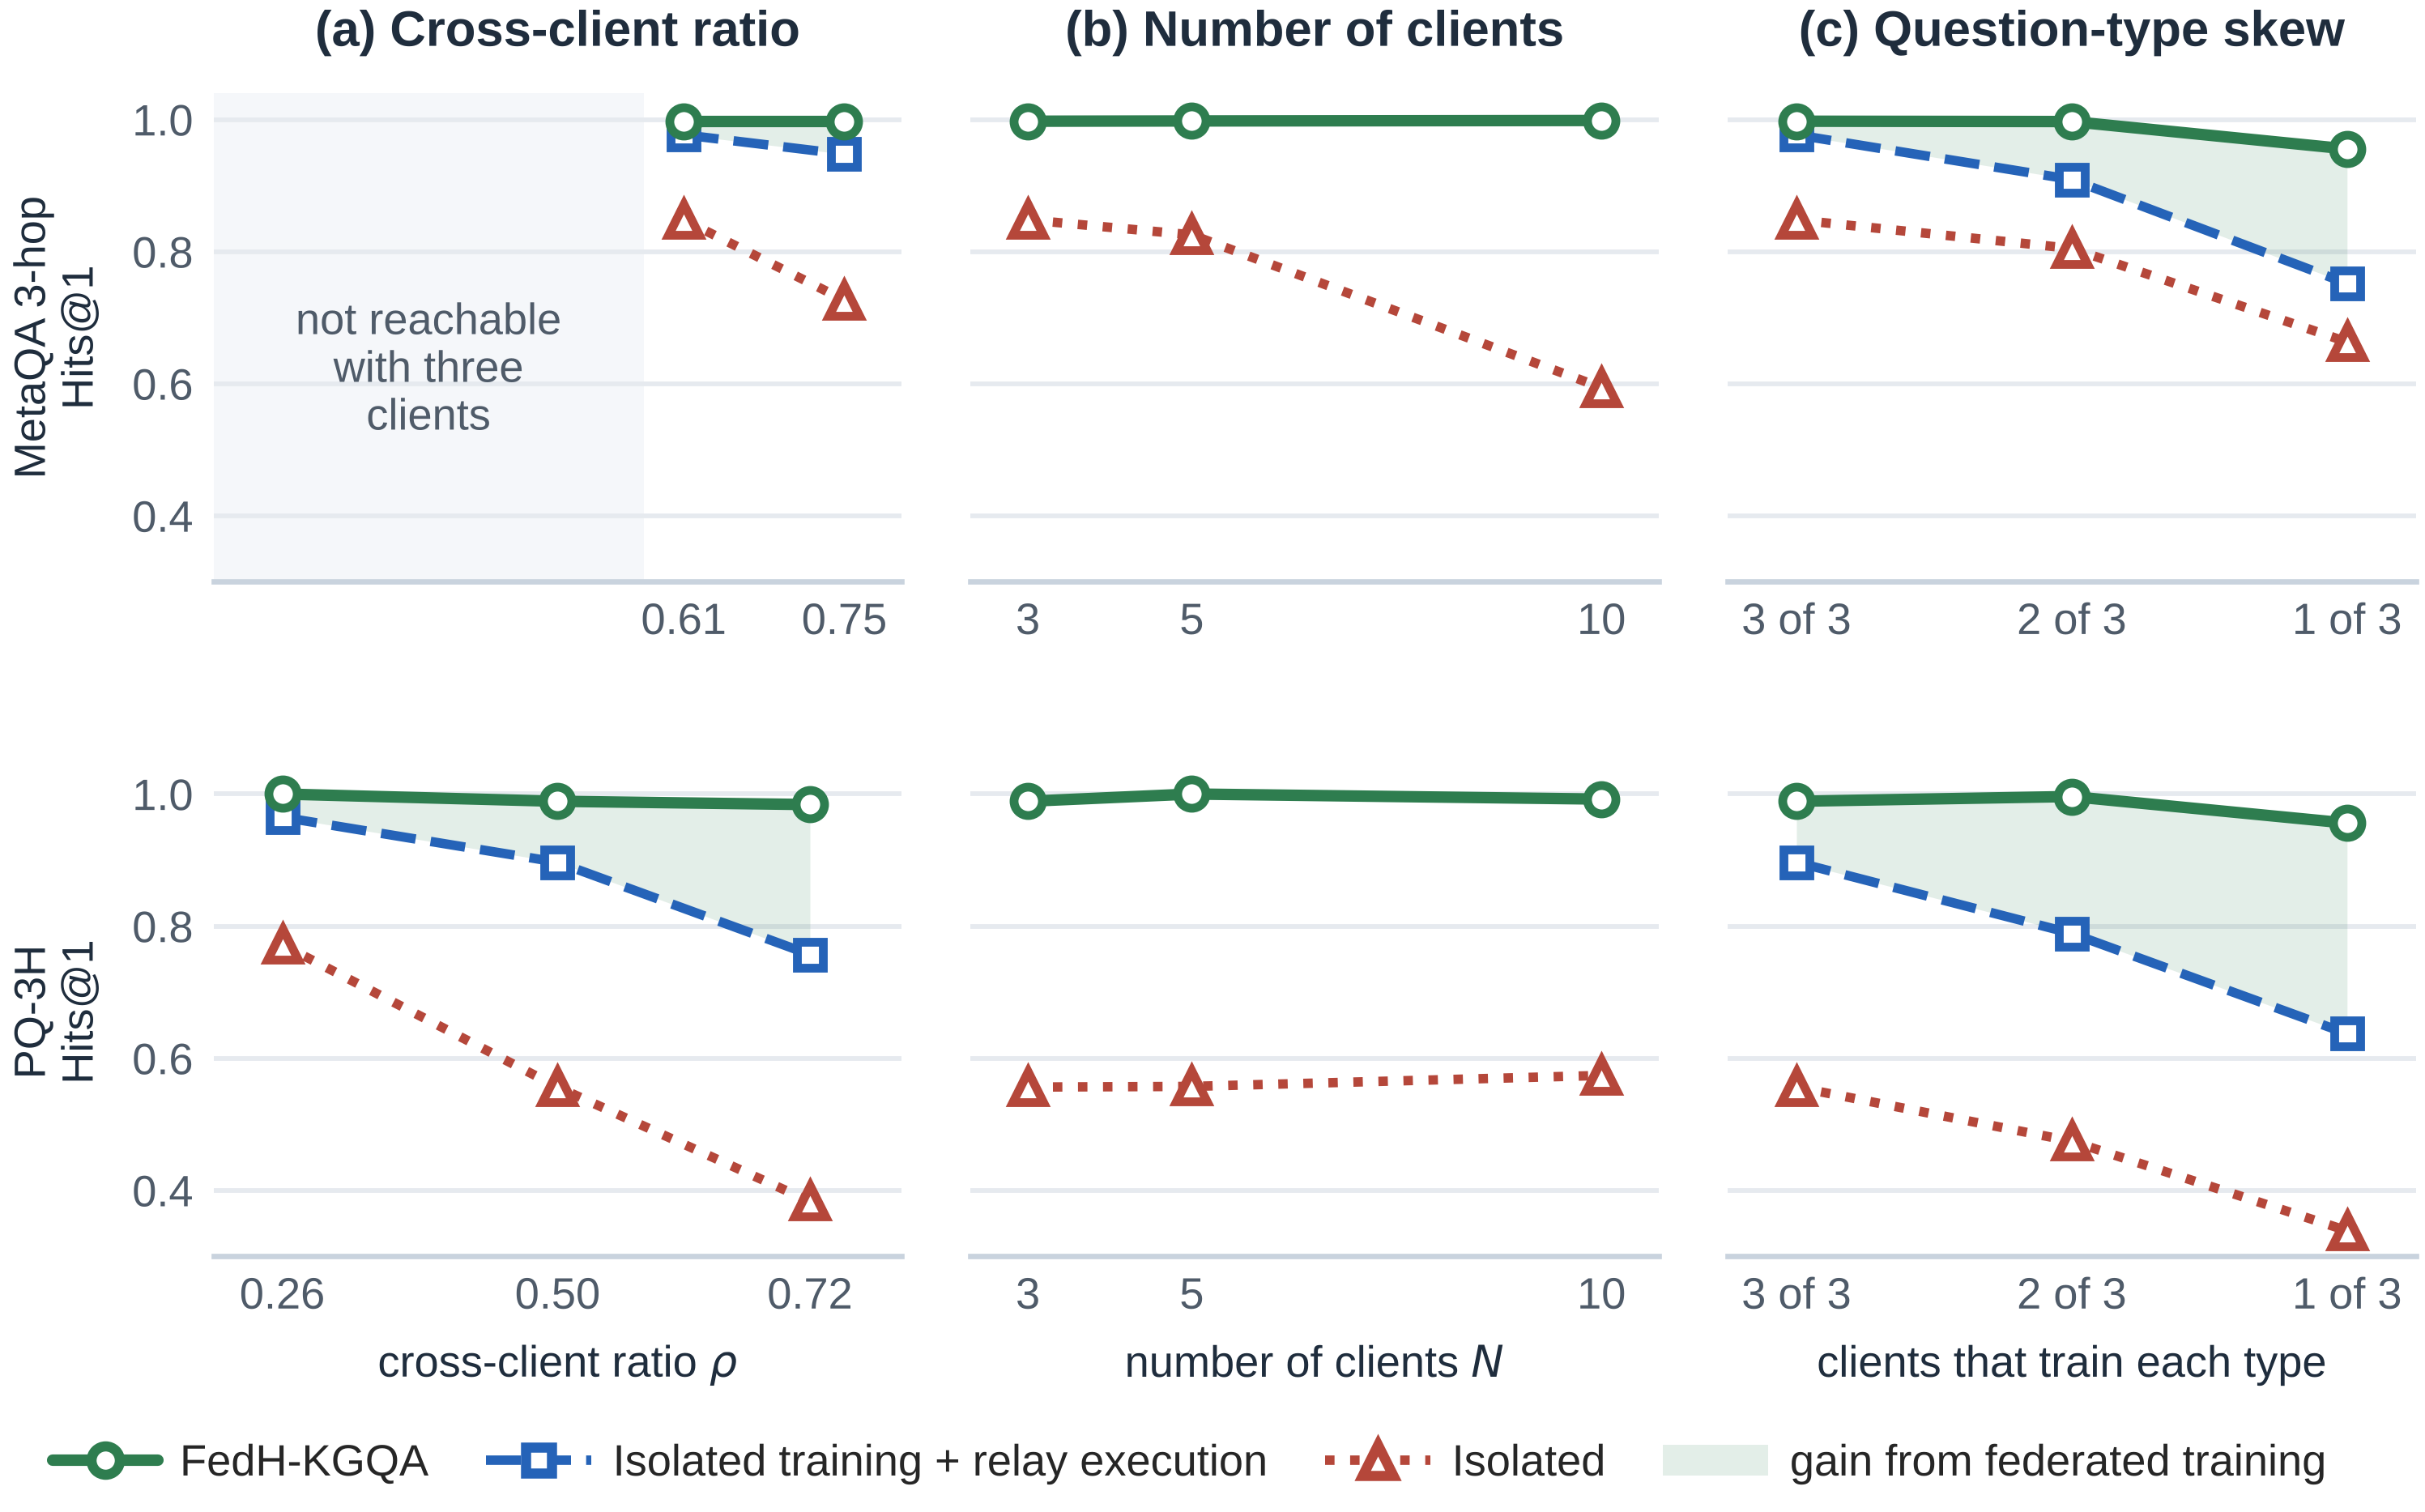 (a) Cross-client ratio
(b) Number of clients
(c) Question-type skew
MetaQA 3-hop
Hits@1
1.0
0.8
0.6
0.4
not reachable
with three
clients
0.61 0.75
3 5 10
3 of 3 2 of 3 1 of 3
PQ-3H
Hits@1
1.0
0.8
0.6
0.4
0.26 0.50 0.72
3 5 10
3 of 3 2 of 3 1 of 3
cross-client ratio ρ
number of clients N
clients that train each type
FedH-KGQA
Isolated training + relay execution
Isolated
gain from federated training